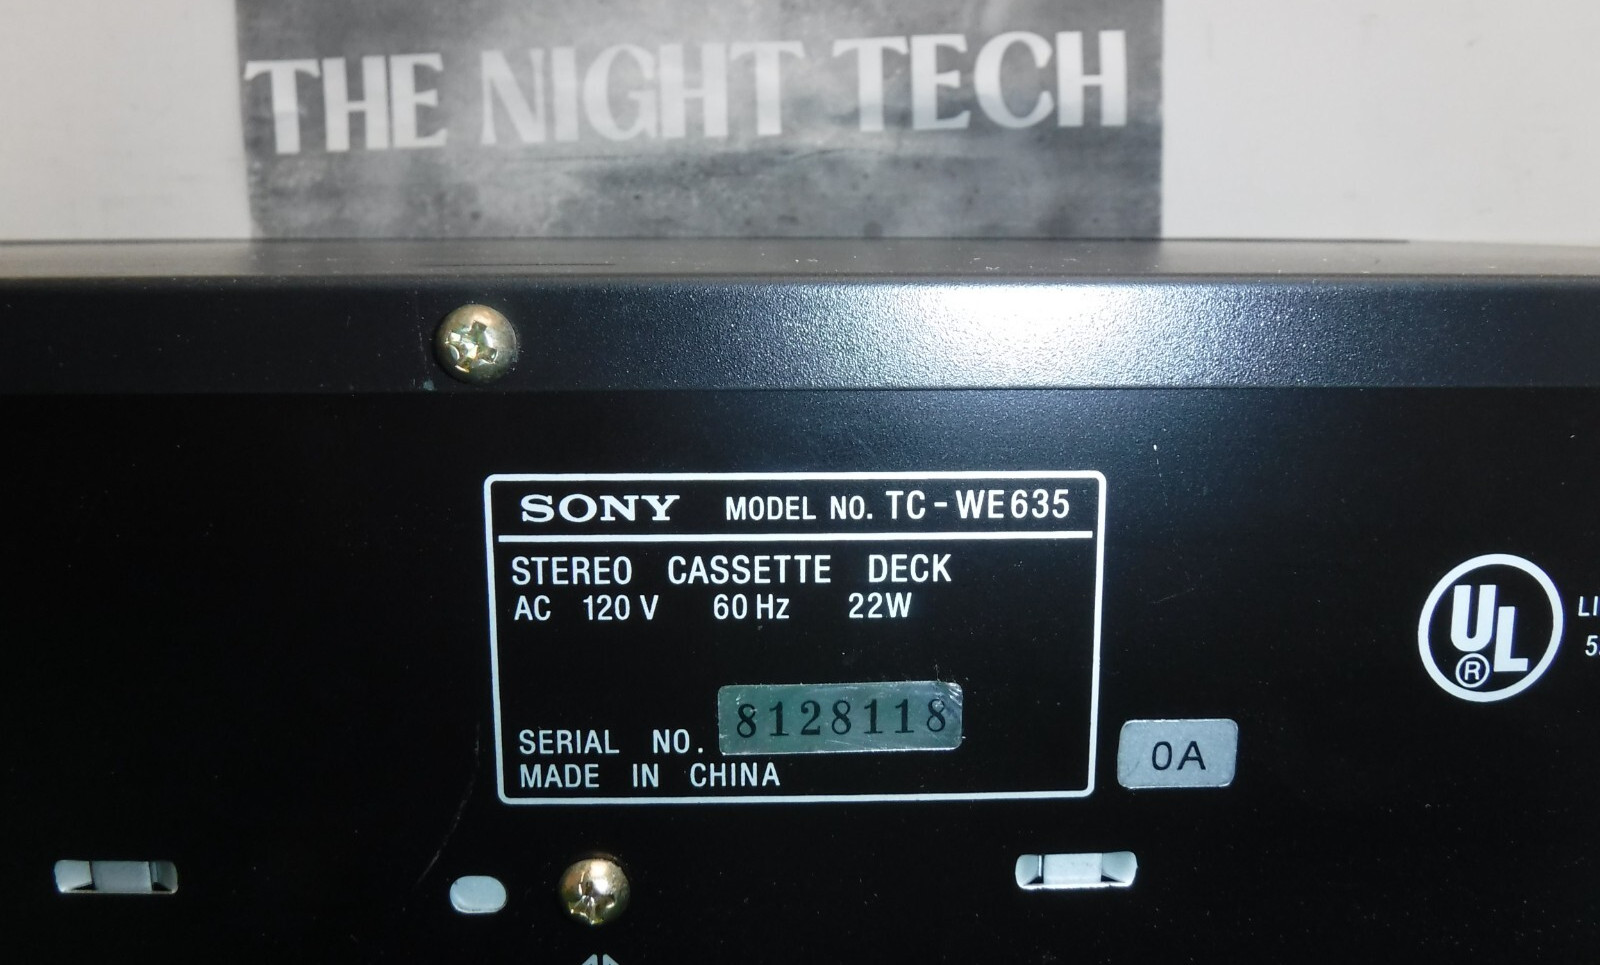 THE NIGHT TECH
SONY MODEL NO. TC-WE635
STEREO CASSETTE DECK
AC 120 V 60 Hz 22W
SERIAL NO. 8128118
MADE IN CHINA
0A
UL
®